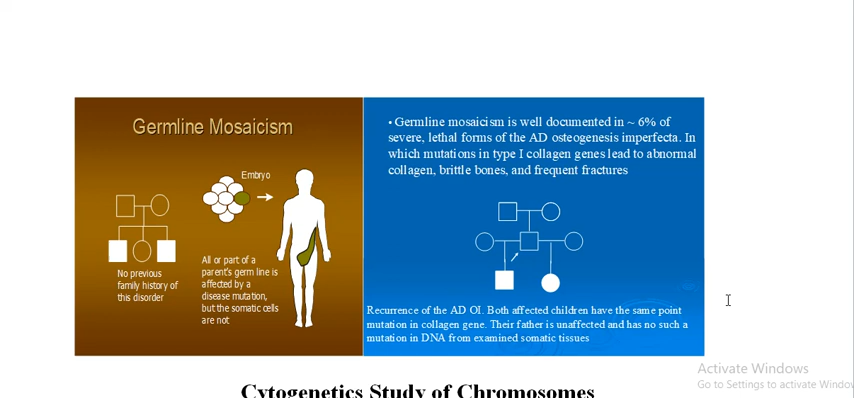 Germline Mosaicism
Embryo
No previous
family history of
this disorder
All or part of a
parent's germ line is
affected by a
disease mutation,
but the somatic cells
are not
• Germline mosaicism is well documented in ~ 6% of
severe, lethal forms of the AD osteogenesis imperfecta. In
which mutations in type I collagen genes lead to abnormal
collagen, brittle bones, and frequent fractures
Recurrence of the AD OI. Both affected children have the same point
mutation in collagen gene. Their father is unaffected and has no such a
mutation in DNA from examined somatic tissues
Activate Windows
Go to Settings to activate Window
Cytogenetics Study of Chromosomes